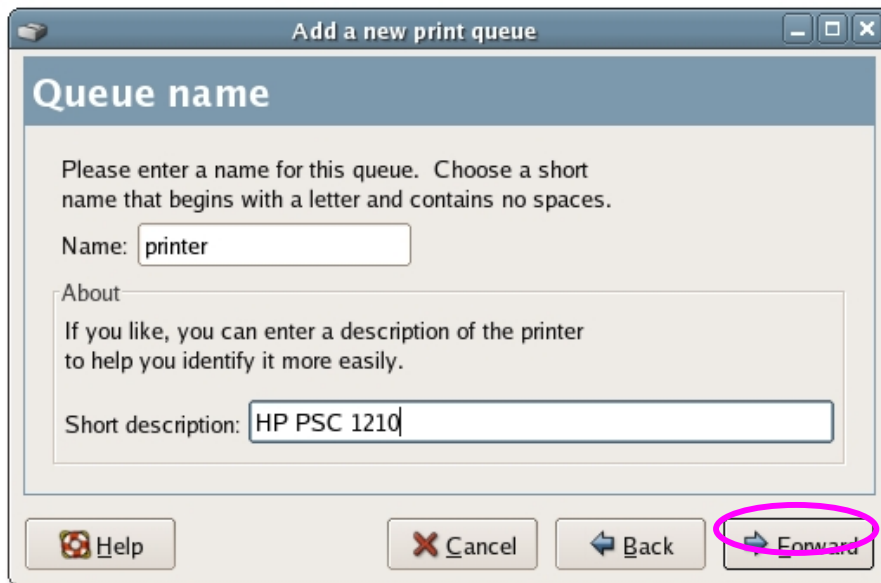 Add a new print queue
Queue name
Please enter a name for this queue. Choose a short
name that begins with a letter and contains no spaces.
Name: printer
About
If you like, you can enter a description of the printer
to help you identify it more easily.
Short description: HP PSC 1210
Help Cancel Back Forward